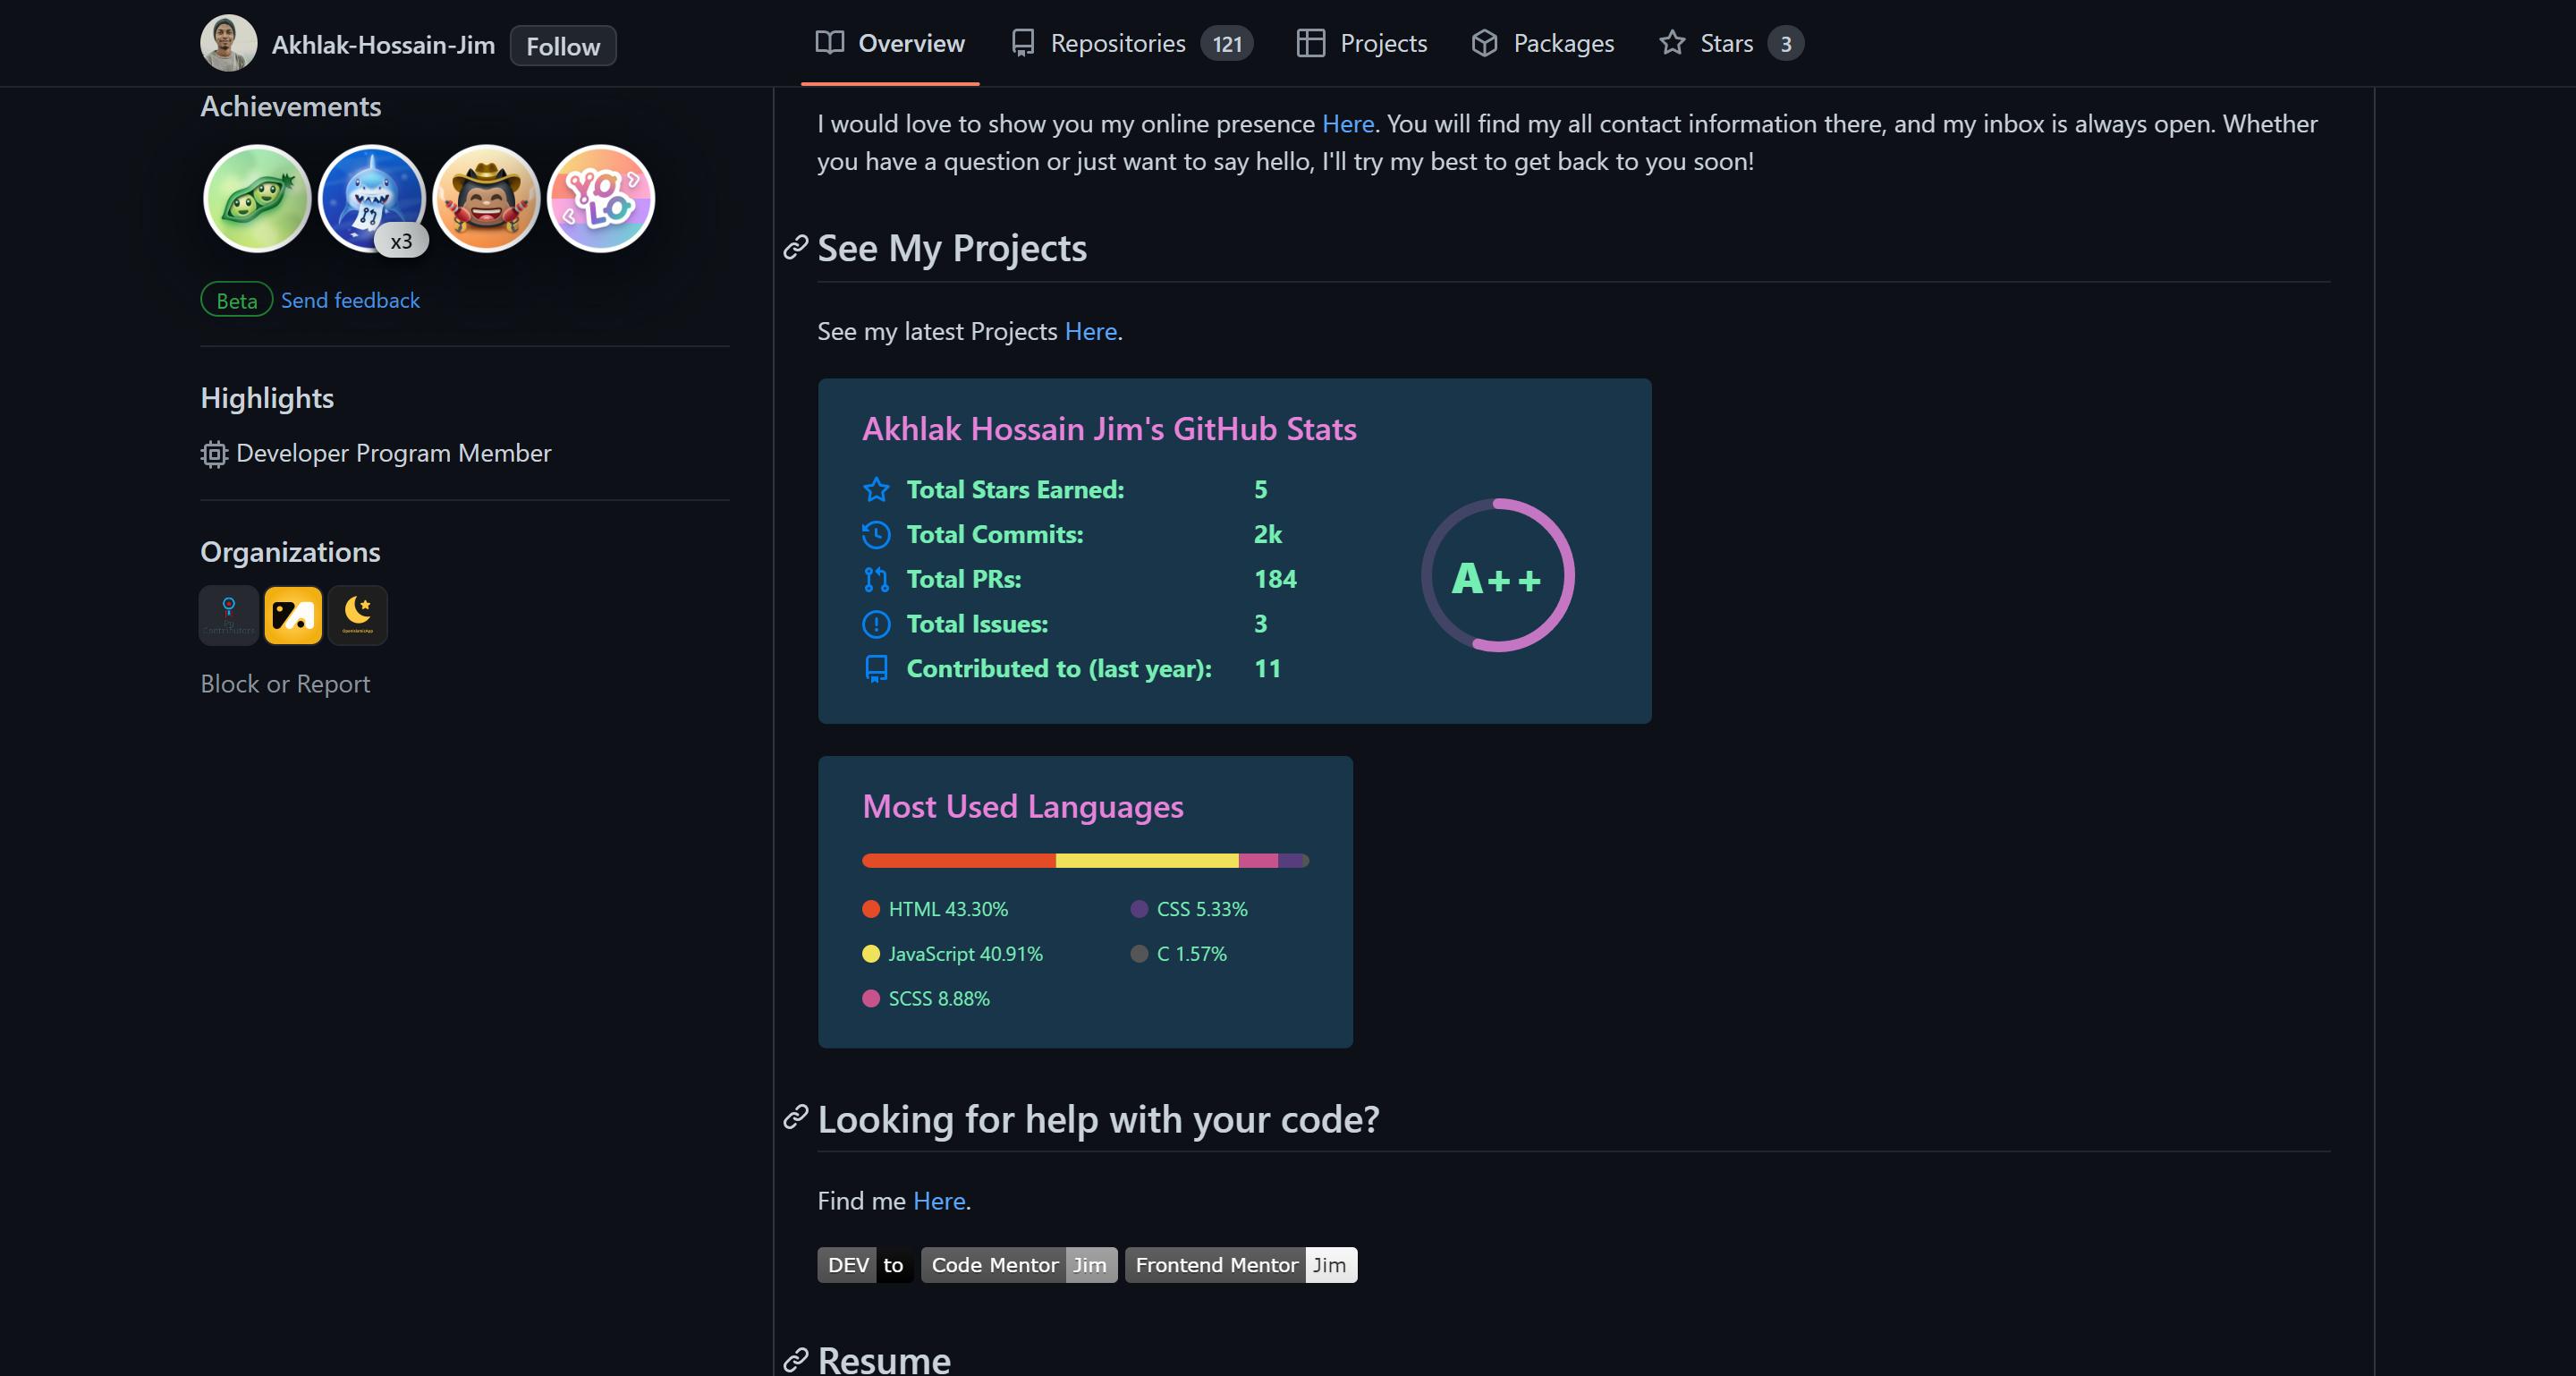 Akhlak-Hossain-Jim Follow
Overview Repositories 121 Projects Packages Stars 3
Achievements
x3
YOLO
Beta Send feedback
Highlights
Developer Program Member
Organizations
Block or Report
I would love to show you my online presence Here. You will find my all contact information there, and my inbox is always open. Whether
you have a question or just want to say hello, I'll try my best to get back to you soon!
See My Projects
See my latest Projects Here.
Akhlak Hossain Jim's GitHub Stats
Total Stars Earned: 5
Total Commits: 2k
Total PRs: 184
Total Issues: 3
Contributed to (last year): 11
A++
Most Used Languages
HTML 43.30%
JavaScript 40.91%
SCSS 8.88%
CSS 5.33%
C 1.57%
Looking for help with your code?
Find me Here.
DEV to Code Mentor Jim Frontend Mentor Jim
Resume